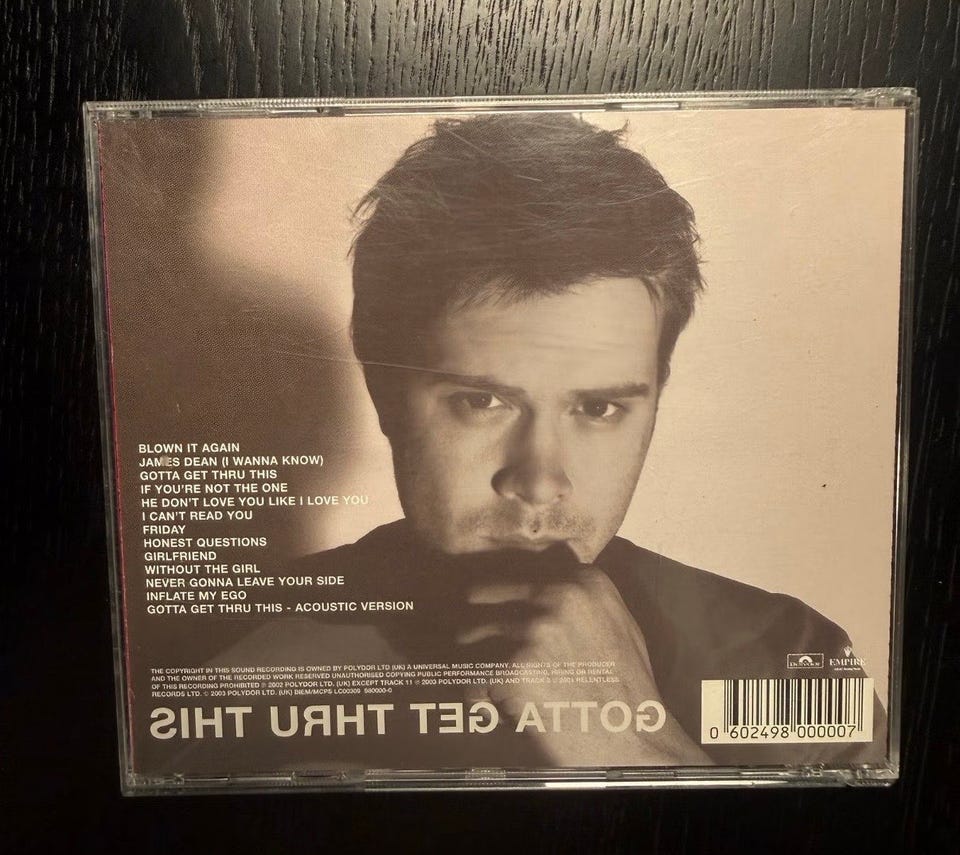 BLOWN IT AGAIN
JAMES DEAN (I WANNA KNOW)
GOTTA GET THRU THIS
IF YOU'RE NOT THE ONE
HE DON'T LOVE YOU LIKE I LOVE YOU
I CAN'T READ YOU
FRIDAY
HONEST QUESTIONS
GIRLFRIEND
WITHOUT THE GIRL
NEVER GONNA LEAVE YOUR SIDE
INFLATE MY EGO
GOTTA GET THRU THIS - ACOUSTIC VERSION
THE COPYRIGHT IN THIS SOUND RECORDING IS OWNED BY POLYDOR LTD (UK) A UNIVERSAL MUSIC COMPANY. ALL RIGHTS OF THE PRODUCER
AND THE OWNER OF THE RECORDED WORK RESERVED UNAUTHORISED COPYING PUBLIC PERFORMANCE BROADCASTING, HIRING OR RENTAL
OF THIS RECORDING PROHIBITED ℗ 2002 POLYDOR LTD. (UK) EXCEPT TRACK 11 ℗ 2003 POLYDOR LTD. (UK) AND TRACK 3 ℗ 2001 RELENTLESS
RECORDS LTD. © 2003 POLYDOR LTD. (UK) BIEM/MCPS LC00309 980000-0
Polydor
EMPIRE
GOTTA GET THRU THIS
0 602498 000007